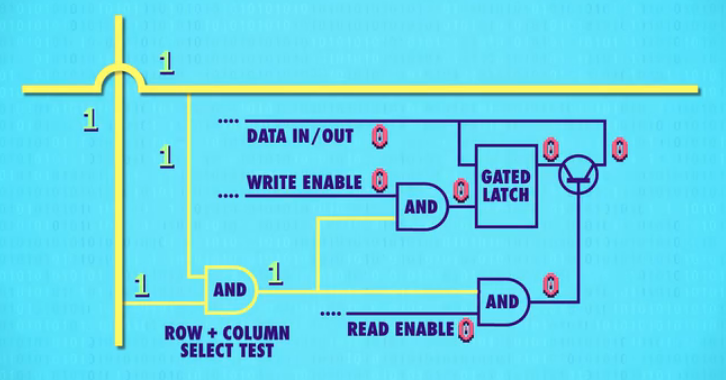 1
1
DATA IN/OUT 0
0 0
1
WRITE ENABLE 0
0
GATED
LATCH
AND
1
1
0
AND
AND
READ ENABLE 0
ROW + COLUMN
SELECT TEST